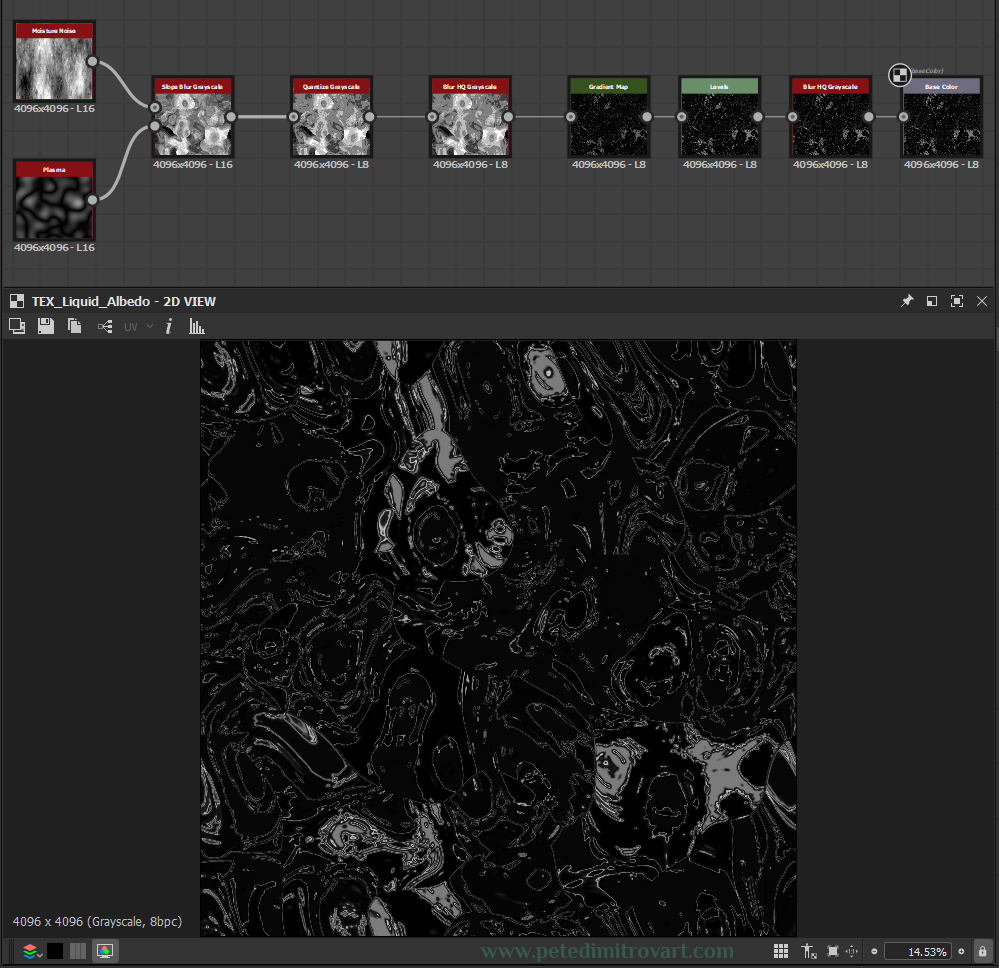 Moisture Noise
4096x4096 - L16
Plasma
4096x4096 - L16
Slope Blur Grayscale
4096x4096 - L16
Quantize Grayscale
4096x4096 - L8
Blur HQ Grayscale
4096x4096 - L8
Gradient Map
4096x4096 - L8
Levels
4096x4096 - L8
Blur HQ Grayscale
4096x4096 - L8
baseColor)
Base Color
4096x4096 - L8
TEX_Liquid_Albedo - 2D VIEW
UV
i
4096 x 4096 (Grayscale, 8bpc)
www.petedimitrovart.com
14.53%